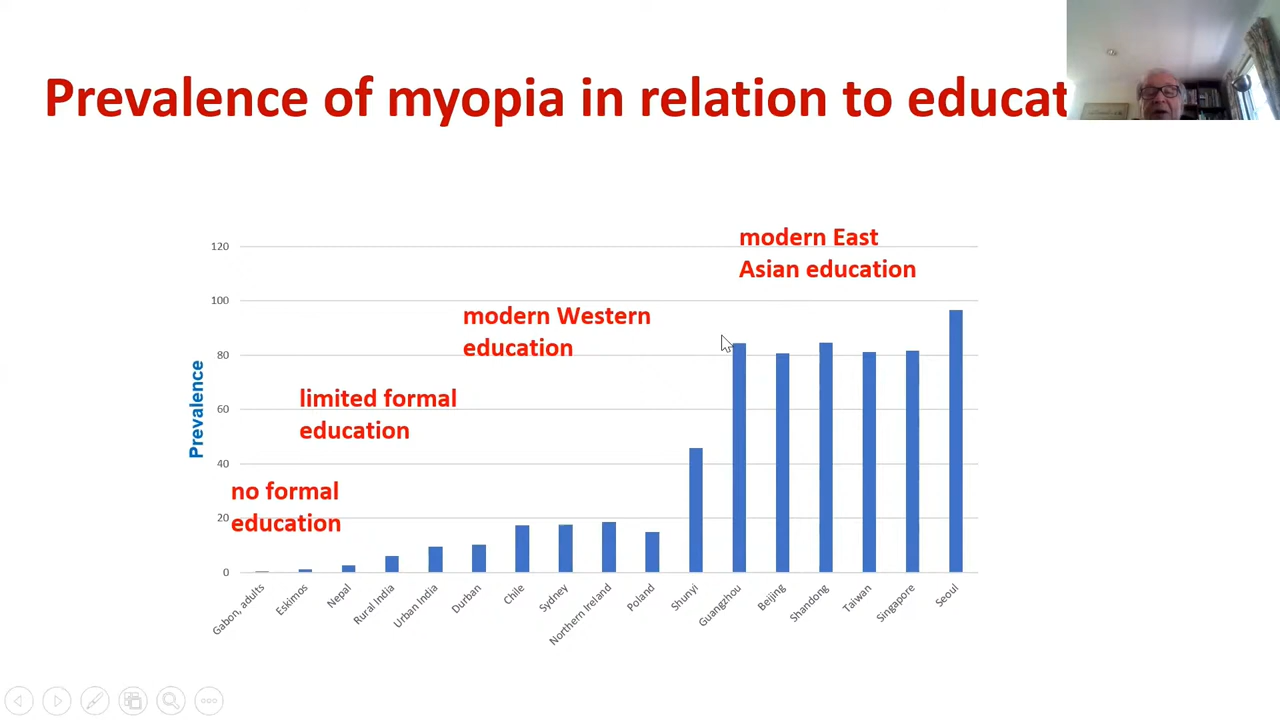 Prevalence of myopia in relation to educat
modern East
Asian education
modern Western
education
limited formal
education
no formal
education
Prevalence
120
100
80
60
40
20
0
Gabon, adults
Eskimos
Nepal
Rural India
Urban India
Durban
Chile
Sydney
Northern Ireland
Poland
Shunyi
Guangzhou
Beijing
Shandong
Taiwan
Singapore
Seoul